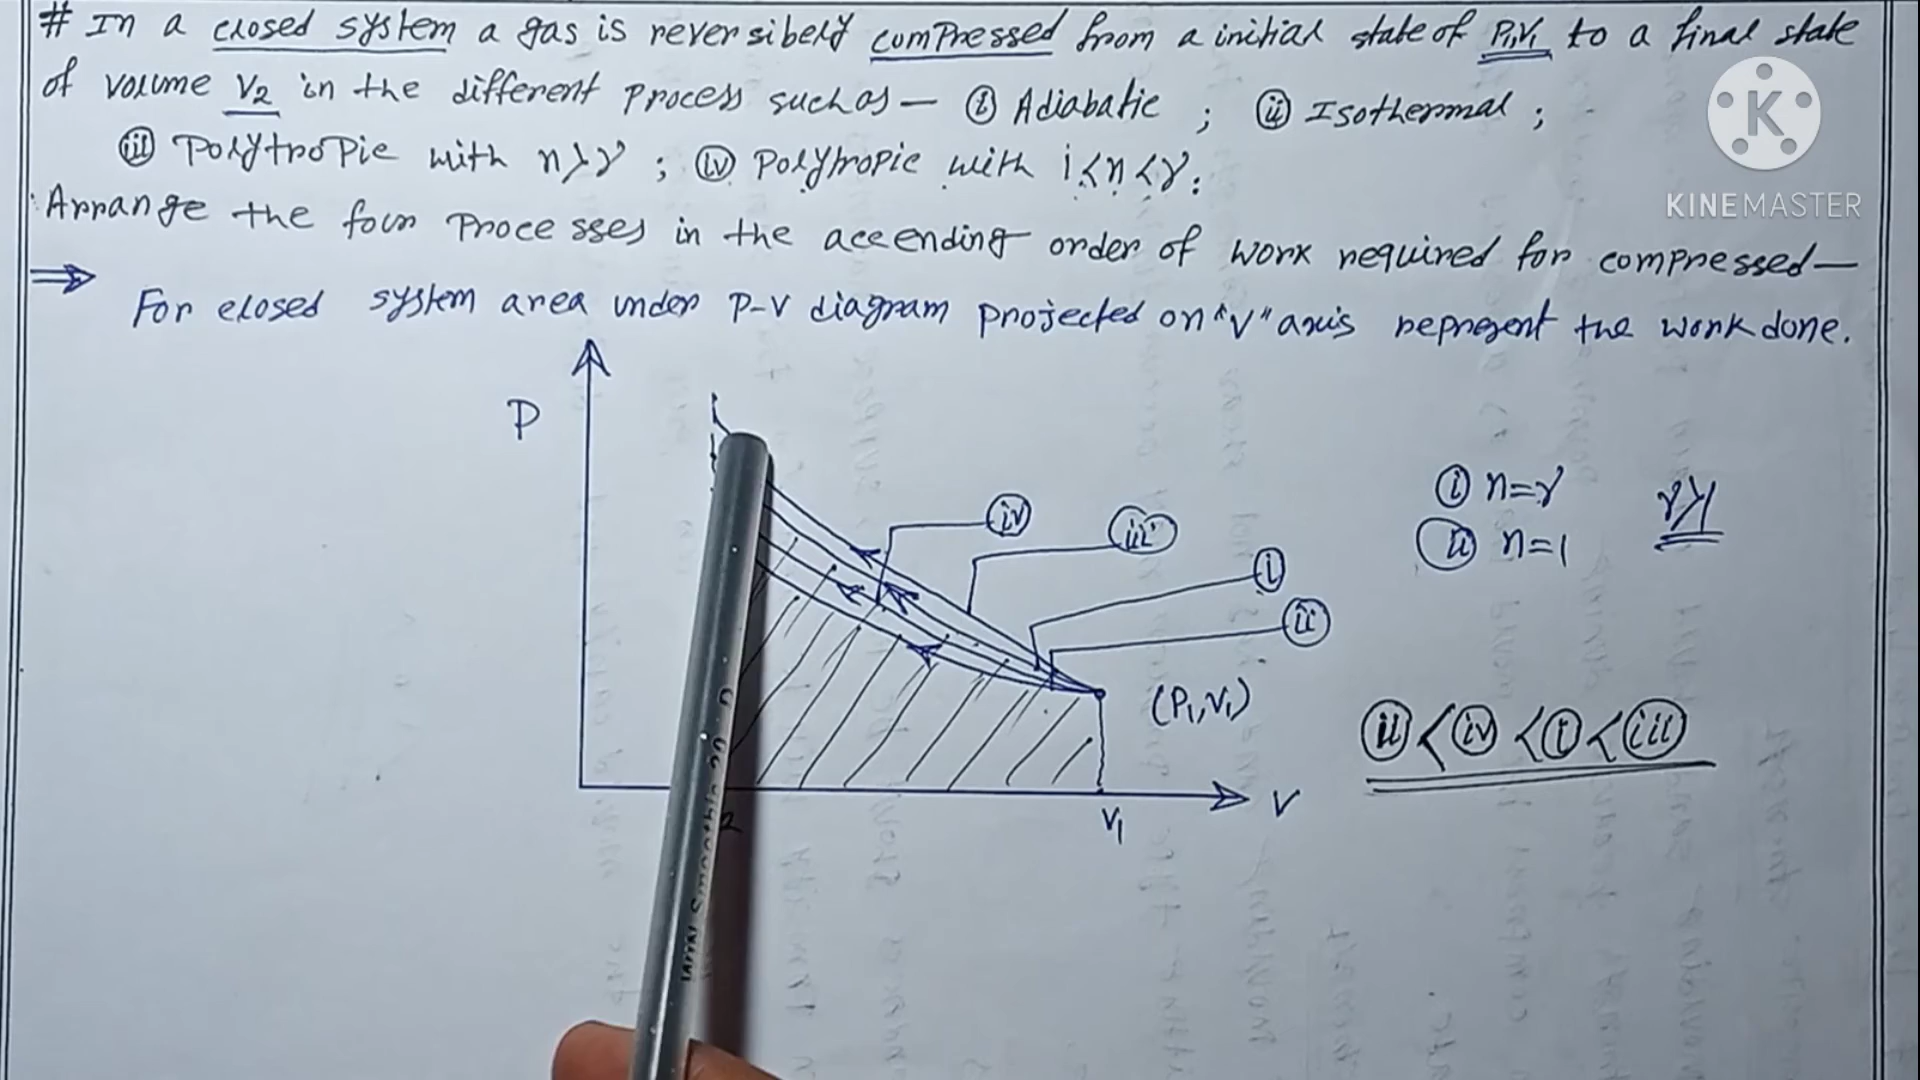 # In a closed system a gas is reversibely compressed from a initial state of P₁,V₁ to a final state
of volume V₂ in the different process such as — (i) Adiabatic ; (ii) Isothermal ;
(iii) Polytropic with n>γ ; (iv) Polytropic with 1<n<γ.
Arrange the four processes in the accending order of work required for compressed—
⇒ For closed system area under P-V diagram projected on "V" axis represent the work done.
P
(iv)
(iii)
(i)
(ii)
(P₁,V₁)
V₁
V
2
(i) n=γ γ>1
(ii) n=1
(ii)<(iv)<(i)<(iii)
K
KINEMASTER